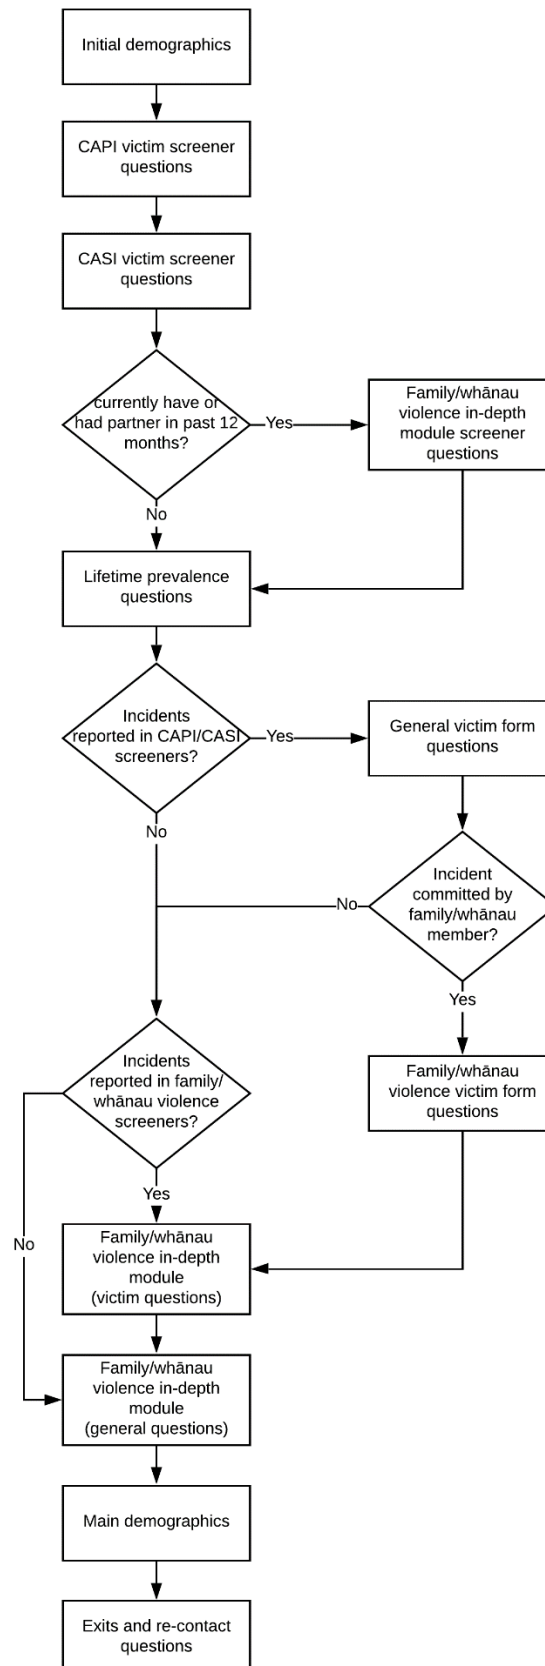 Initial demographics
CAPI victim screener
questions
CASI victim screener
questions
currently have or
had partner in past 12
months?
Yes
Family/whānau
violence in-depth
module screener
questions
No
Lifetime prevalence
questions
Incidents
reported in CAPI/CASI
screeners?
Yes
General victim form
questions
No
Incident
committed by
family/whānau
member?
No
Yes
Incidents
reported in family/
whānau violence
screeners?
Family/whānau
violence victim form
questions
Yes
No
Family/whānau
violence in-depth
module
(victim questions)
Family/whānau
violence in-depth
module
(general questions)
Main demographics
Exits and re-contact
questions